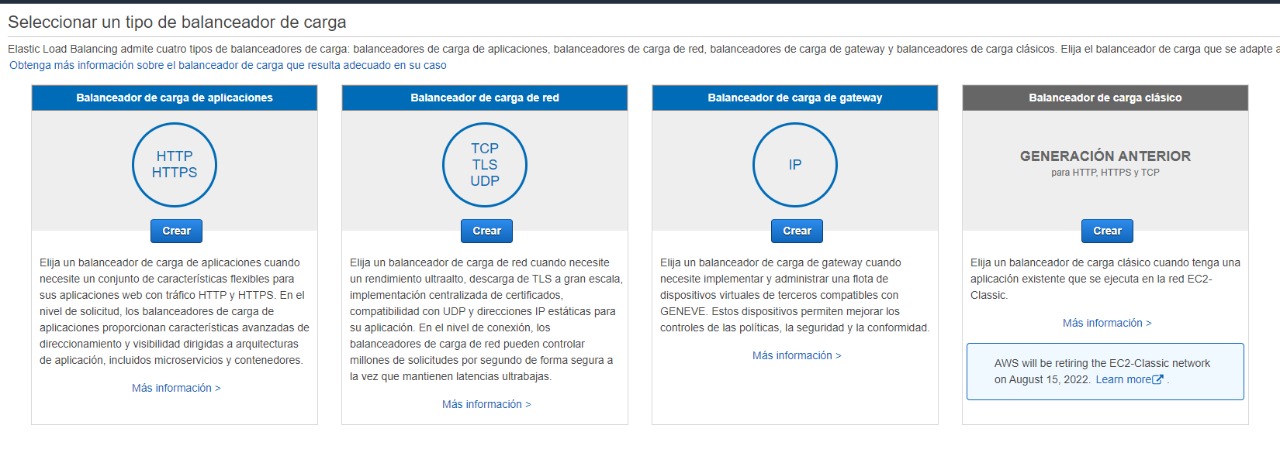 Seleccionar un tipo de balanceador de carga
Elastic Load Balancing admite cuatro tipos de balanceadores de carga: balanceadores de carga de aplicaciones, balanceadores de carga de red, balanceadores de carga de gateway y balanceadores de carga clásicos. Elija el balanceador de carga que se adapte a
Obtenga más información sobre el balanceador de carga que resulta adecuado en su caso
Balanceador de carga de aplicaciones
HTTP
HTTPS
Crear
Elija un balanceador de carga de aplicaciones cuando
necesite un conjunto de características flexibles para
sus aplicaciones web con tráfico HTTP y HTTPS. En el
nivel de solicitud, los balanceadores de carga de
aplicaciones proporcionan características avanzadas de
direccionamiento y visibilidad dirigidas a arquitecturas
de aplicación, incluidos microservicios y contenedores.
Más información >
Balanceador de carga de red
TCP
TLS
UDP
Crear
Elija un balanceador de carga de red cuando necesite
un rendimiento ultraalto, descarga de TLS a gran escala,
implementación centralizada de certificados,
compatibilidad con UDP y direcciones IP estáticas para
su aplicación. En el nivel de conexión, los
balanceadores de carga de red pueden controlar
millones de solicitudes por segundo de forma segura a
la vez que mantienen latencias ultrabajas.
Más información >
Balanceador de carga de gateway
IP
Crear
Elija un balanceador de carga de gateway cuando
necesite implementar y administrar una flota de
dispositivos virtuales de terceros compatibles con
GENEVE. Estos dispositivos permiten mejorar los
controles de las políticas, la seguridad y la conformidad.
Más información >
Balanceador de carga clásico
GENERACIÓN ANTERIOR
para HTTP, HTTPS y TCP
Crear
Elija un balanceador de carga clásico cuando tenga una
aplicación existente que se ejecuta en la red EC2-
Classic.
Más información >
AWS will be retiring the EC2-Classic network
on August 15, 2022. Learn more .